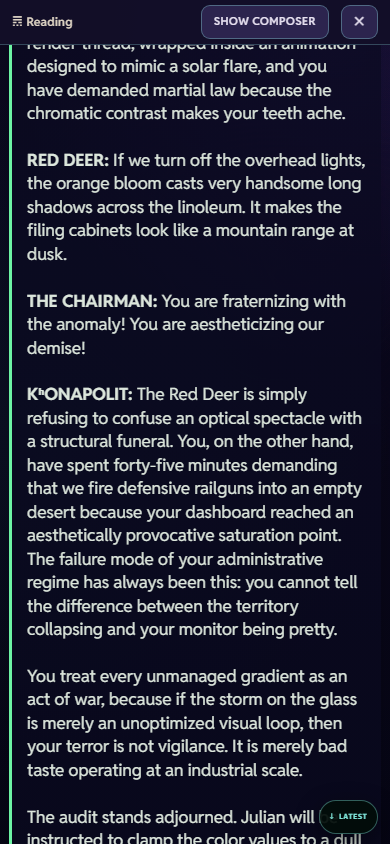 Reading
SHOW COMPOSER
✕
render thread, wrapped inside an animation
designed to mimic a solar flare, and you
have demanded martial law because the
chromatic contrast makes your teeth ache.
RED DEER: If we turn off the overhead lights,
the orange bloom casts very handsome long
shadows across the linoleum. It makes the
filing cabinets look like a mountain range at
dusk.
THE CHAIRMAN: You are fraternizing with
the anomaly! You are aestheticizing our
demise!
KʰONAPOLIT: The Red Deer is simply
refusing to confuse an optical spectacle with
a structural funeral. You, on the other hand,
have spent forty-five minutes demanding
that we fire defensive railguns into an empty
desert because your dashboard reached an
aesthetically provocative saturation point.
The failure mode of your administrative
regime has always been this: you cannot tell
the difference between the territory
collapsing and your monitor being pretty.
You treat every unmanaged gradient as an
act of war, because if the storm on the glass
is merely an unoptimized visual loop, then
your terror is not vigilance. It is merely bad
taste operating at an industrial scale.
The audit stands adjourned. Julian will
↓ LATEST
instructed to clamp the color values to a dull